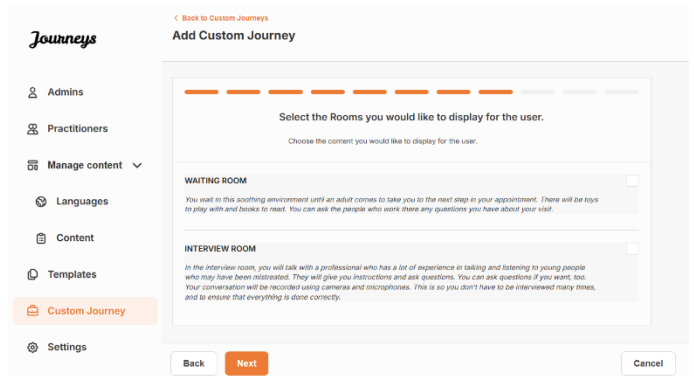 Journeys
Admins
Practitioners
Manage content
Languages
Content
Templates
Custom Journey
Settings
< Back to Custom Journeys
Add Custom Journey
Select the Rooms you would like to display for the user.
Choose the content you would like to display for the user.
WAITING ROOM
You wait in this soothing environment until an adult comes to take you to the next step in your appointment. There will be toys
to play with and books to read. You can ask the people who work there any questions you have about your visit.
INTERVIEW ROOM
In the interview room, you will talk with a professional who has a lot of experience in talking and listening to young people
who may have been mistreated. They will give you instructions and ask questions. You can ask questions if you want, too.
Your conversation will be recorded using cameras and microphones. This is so you don't have to be interviewed many times,
and to ensure that everything is done correctly.
Back
Next
Cancel